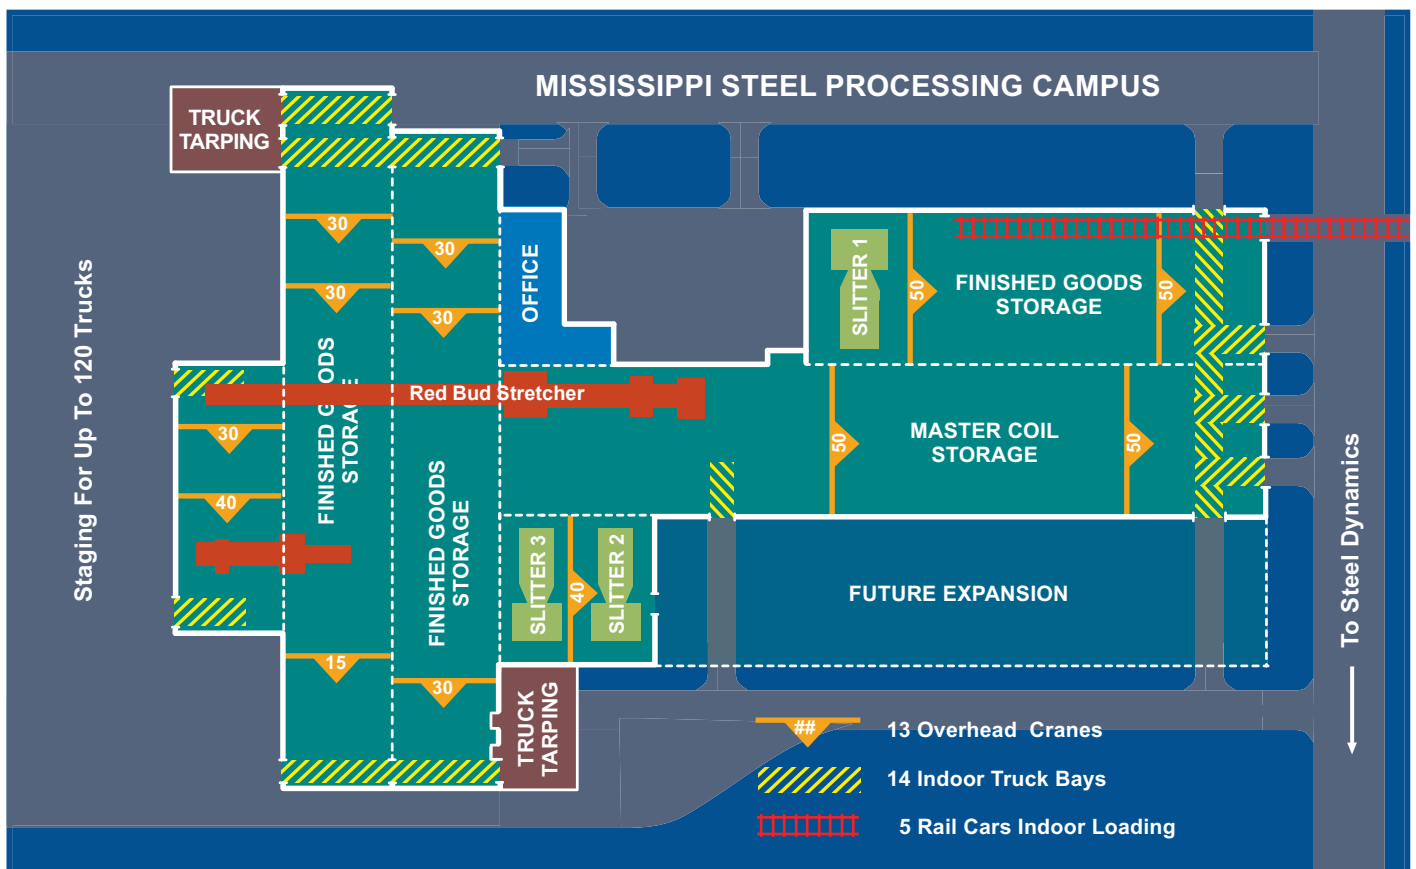 MISSISSIPPI STEEL PROCESSING CAMPUS
TRUCK
TARPING
Staging For Up To 120 Trucks
30
30
30
30
OFFICE
SLITTER 1
50
FINISHED GOODS
STORAGE
50
FINISHED GOODS
STORAGE
Red Bud Stretcher
30
40
FINISHED GOODS
STORAGE
50
MASTER COIL
STORAGE
50
SLITTER 3
40
SLITTER 2
FUTURE EXPANSION
To Steel Dynamics
15
30
TRUCK
TARPING
## 13 Overhead Cranes
14 Indoor Truck Bays
5 Rail Cars Indoor Loading